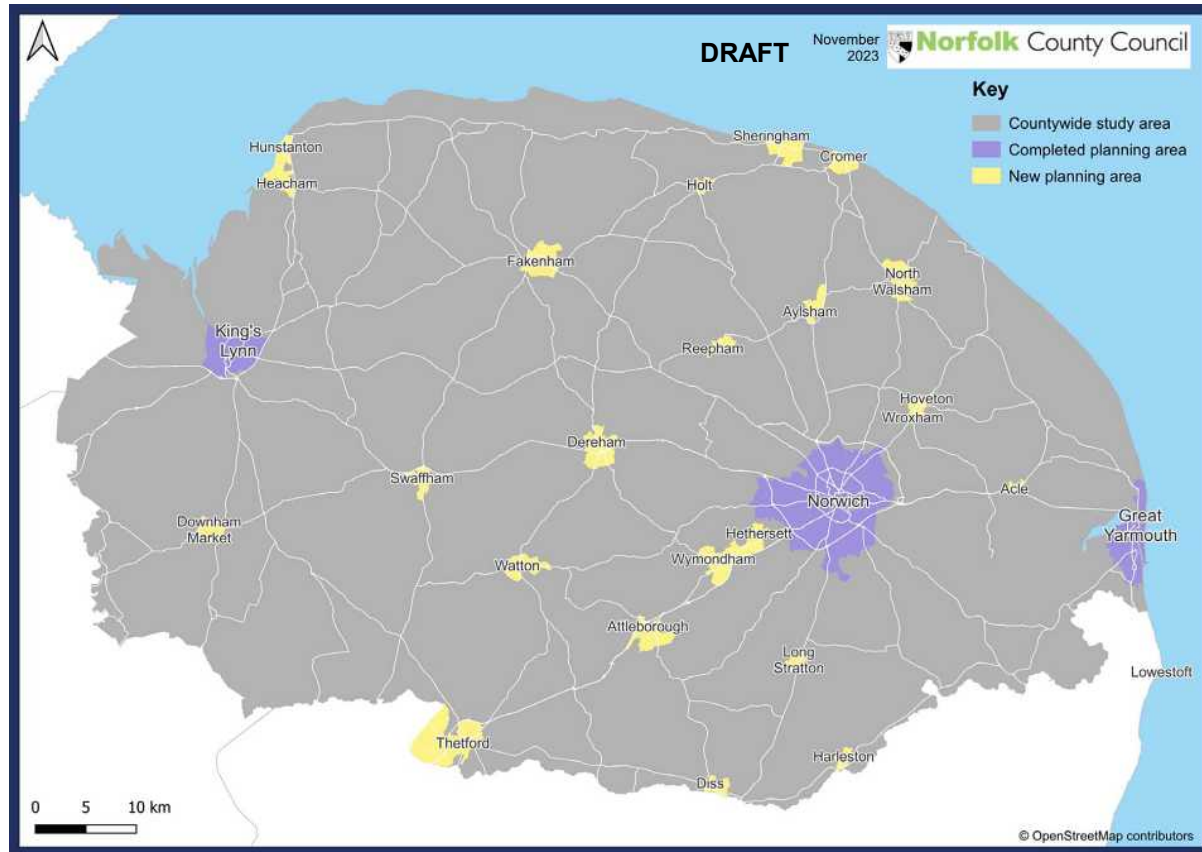 DRAFT
November
2023
Norfolk County Council
Key
Countywide study area
Completed planning area
New planning area
Hunstanton
Heacham
Sheringham
Cromer
Holt
Fakenham
North
Walsham
Aylsham
King's
Lynn
Reepham
Hoveton
Wroxham
Dereham
Swaffham
Acle
Norwich
Downham
Market
Great
Yarmouth
Hethersett
Wymondham
Watton
Attleborough
Long
Stratton
Lowestoft
Thetford
Harleston
Diss
0 5 10 km
© OpenStreetMap contributors